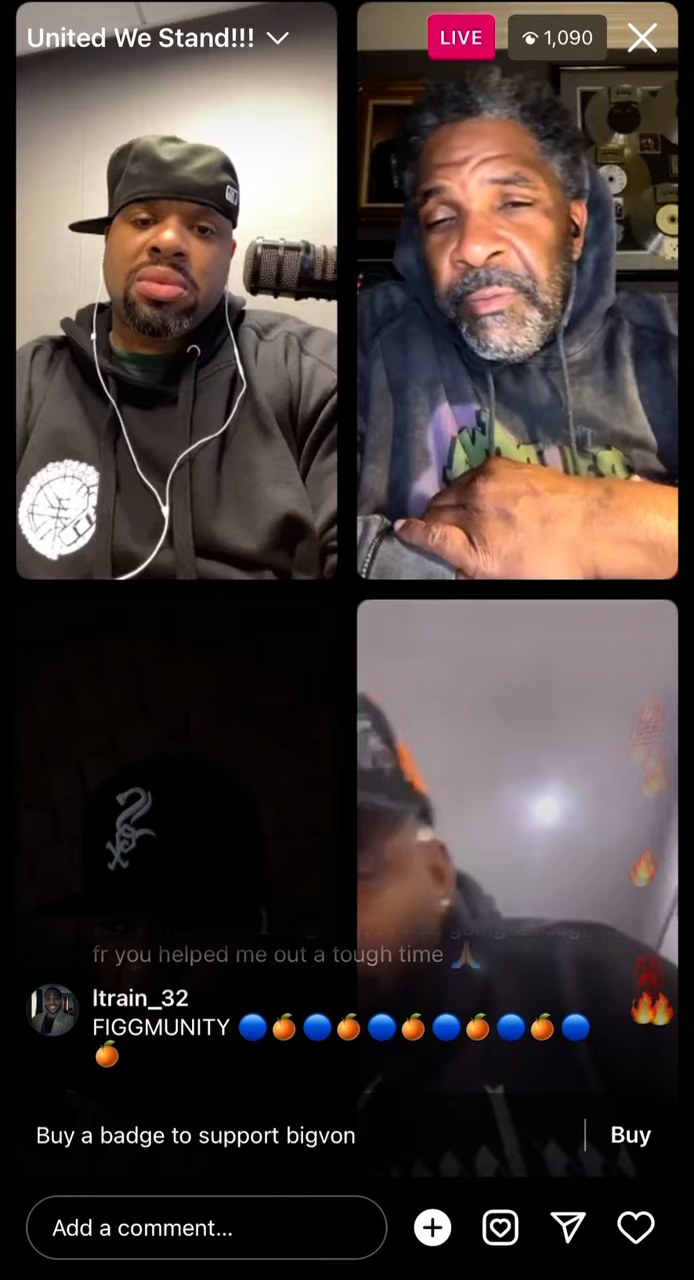 United We Stand!!!
LIVE
1,090
fr you helped me out a tough time 🙏
ltrain_32
FIGGMUNITY 🔵🍊🔵🍊🔵🍊🔵🍊🔵🍊🔵
🍊
Buy a badge to support bigvon
Buy
Add a comment...